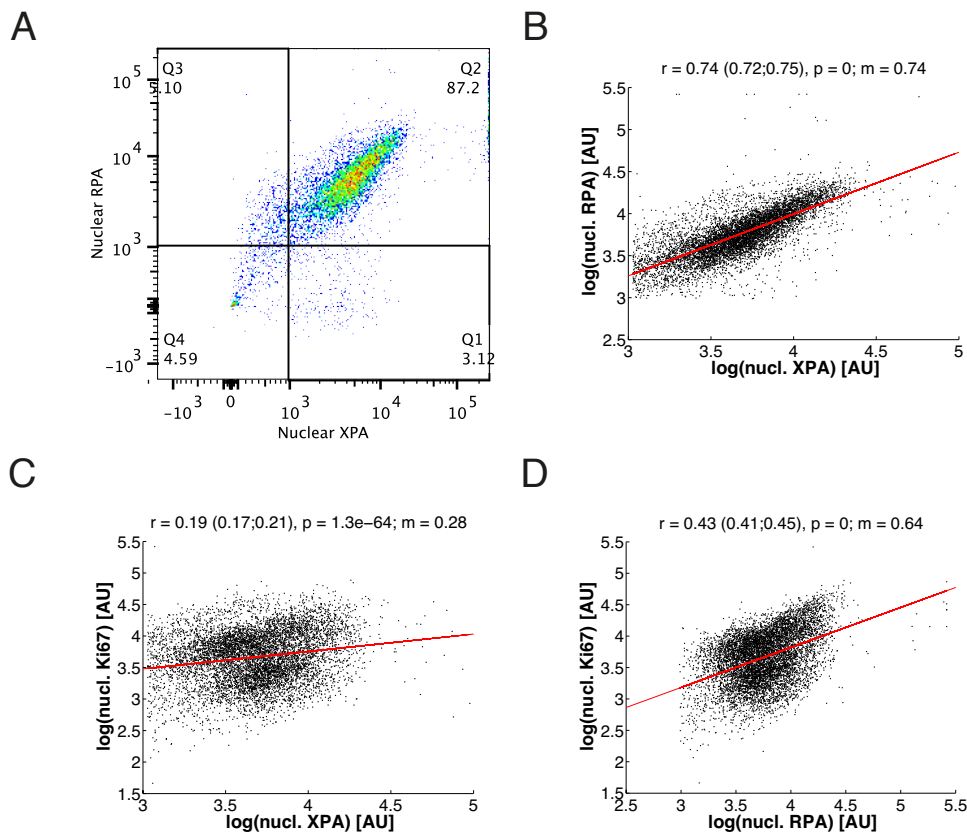 A
Q3
5.10
Q2
87.2
10^5
10^4
10^3
-10^3
Nuclear RPA
Q4
4.59
Q1
3.12
-10^3
0
10^3
10^4
10^5
Nuclear XPA
B
r = 0.74 (0.72;0.75), p = 0; m = 0.74
5.5
5
4.5
4
3.5
3
2.5
log(nucl. RPA) [AU]
3
3.5
4
4.5
5
log(nucl. XPA) [AU]
C
r = 0.19 (0.17;0.21), p = 1.3e−64; m = 0.28
5.5
5
4.5
4
3.5
3
2.5
2
1.5
log(nucl. Ki67) [AU]
3
3.5
4
4.5
5
log(nucl. XPA) [AU]
D
r = 0.43 (0.41;0.45), p = 0; m = 0.64
5.5
5
4.5
4
3.5
3
2.5
2
1.5
log(nucl. Ki67) [AU]
2.5
3
3.5
4
4.5
5
5.5
log(nucl. RPA) [AU]